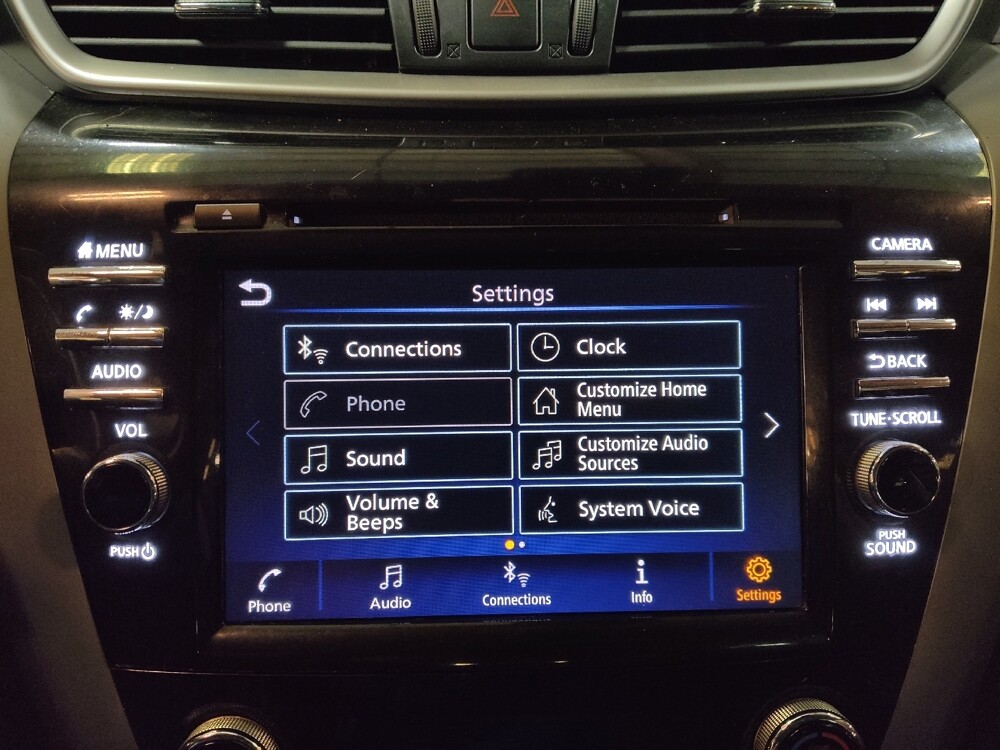 MENU
CAMERA
AUDIO
BACK
VOL
TUNE·SCROLL
PUSH
PUSH
SOUND
Settings
Connections
Clock
Phone
Customize Home
Menu
Sound
Customize Audio
Sources
Volume &
Beeps
System Voice
Phone
Audio
Connections
Info
Settings